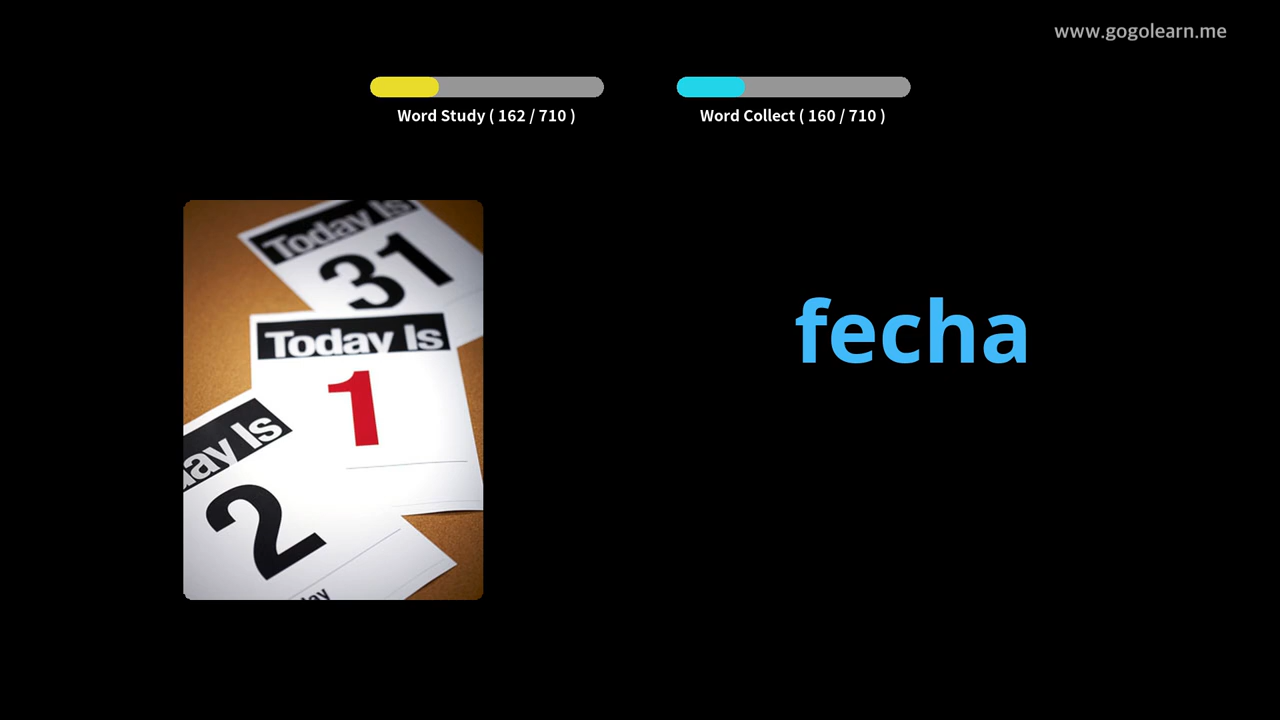 www.gogolearn.me
Word Study ( 162 / 710 )
Word Collect ( 160 / 710 )
Today Is
31
Today Is
1
day Is
2
fecha